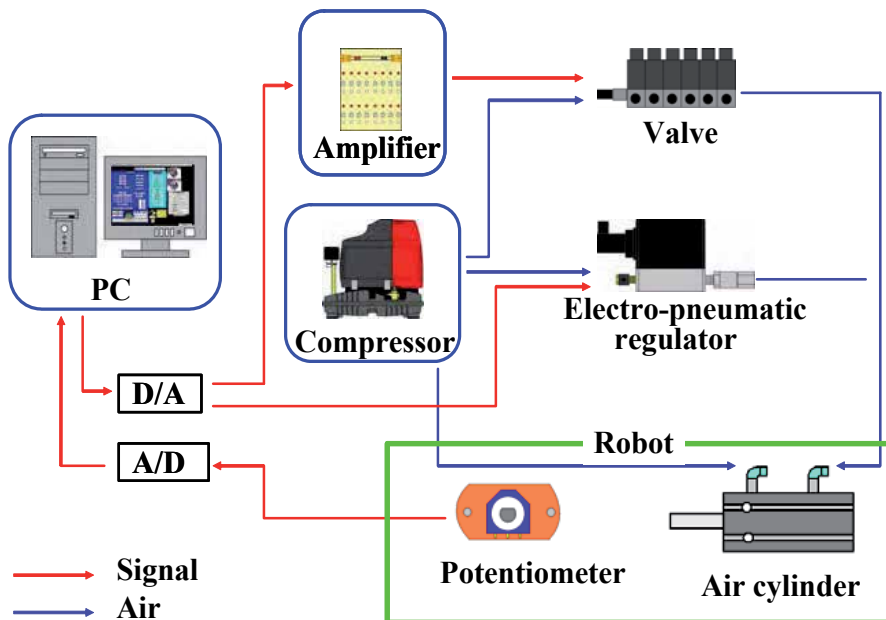 Amplifier
Valve
PC
Compressor
Electro-pneumatic
regulator
D/A
A/D
Robot
Potentiometer
Air cylinder
Signal
Air